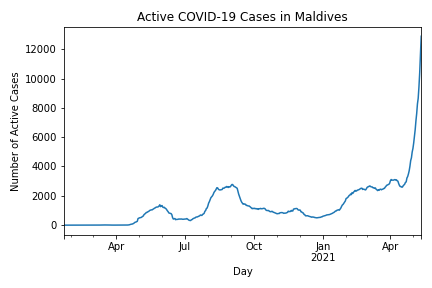 Active COVID-19 Cases in Maldives
12000
10000
8000
6000
4000
2000
0
Number of Active Cases
Apr Jul Oct Jan Apr
2021
Day